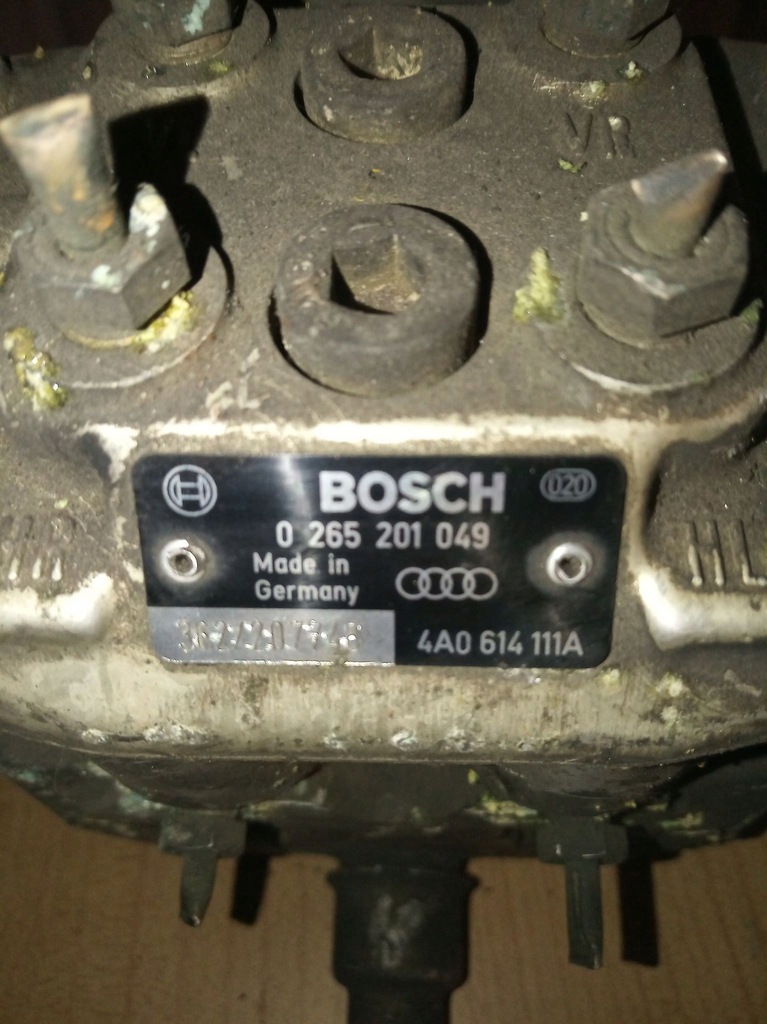 VR
BOSCH
020
0 265 201 049
Made in
Germany
4A0 614 111A
HL